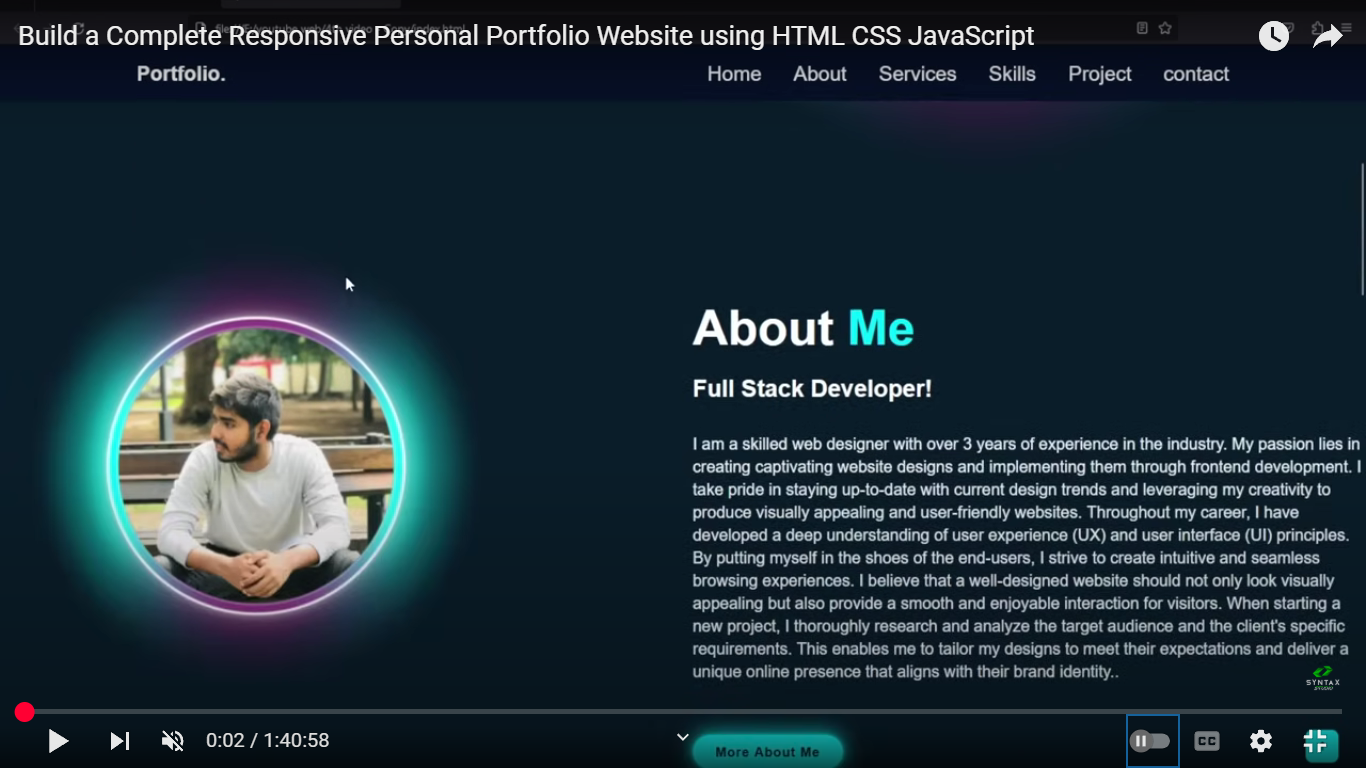 Build a Complete Responsive Personal Portfolio Website using HTML CSS JavaScript
Portfolio.
Home About Services Skills Project contact
About Me
Full Stack Developer!
I am a skilled web designer with over 3 years of experience in the industry. My passion lies in
creating captivating website designs and implementing them through frontend development. I
take pride in staying up-to-date with current design trends and leveraging my creativity to
produce visually appealing and user-friendly websites. Throughout my career, I have
developed a deep understanding of user experience (UX) and user interface (UI) principles.
By putting myself in the shoes of the end-users, I strive to create intuitive and seamless
browsing experiences. I believe that a well-designed website should not only look visually
appealing but also provide a smooth and enjoyable interaction for visitors. When starting a
new project, I thoroughly research and analyze the target audience and the client's specific
requirements. This enables me to tailor my designs to meet their expectations and deliver a
unique online presence that aligns with their brand identity..
SYNTAX
STUDIO
0:02 / 1:40:58
More About Me
CC